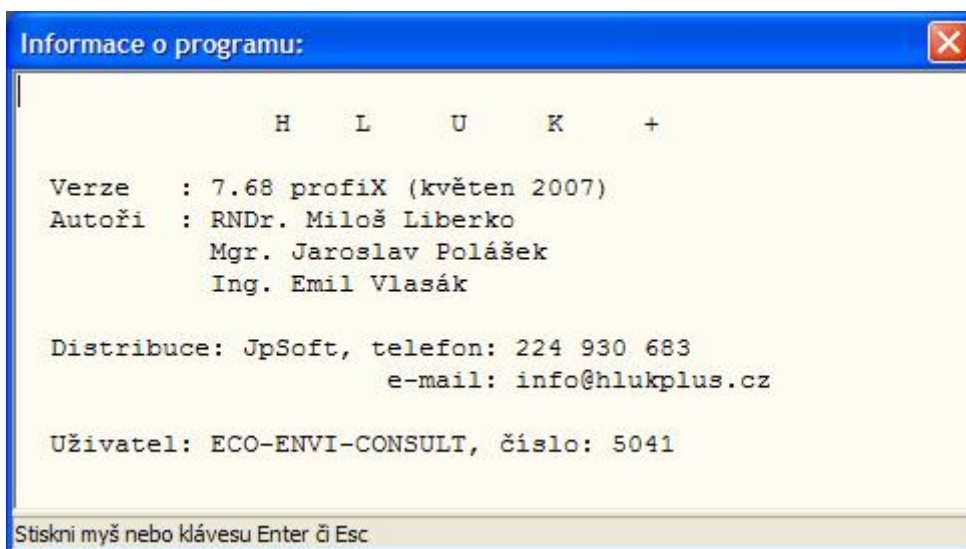 Informace o programu:
H L U K +
Verze : 7.68 profiX (květen 2007)
Autoři : RNDr. Miloš Liberko
Mgr. Jaroslav Polášek
Ing. Emil Vlasák
Distribuce: JpSoft, telefon: 224 930 683
e-mail: info@hlukplus.cz
Uživatel: ECO-ENVI-CONSULT, číslo: 5041
Stiskni myš nebo klávesu Enter či Esc